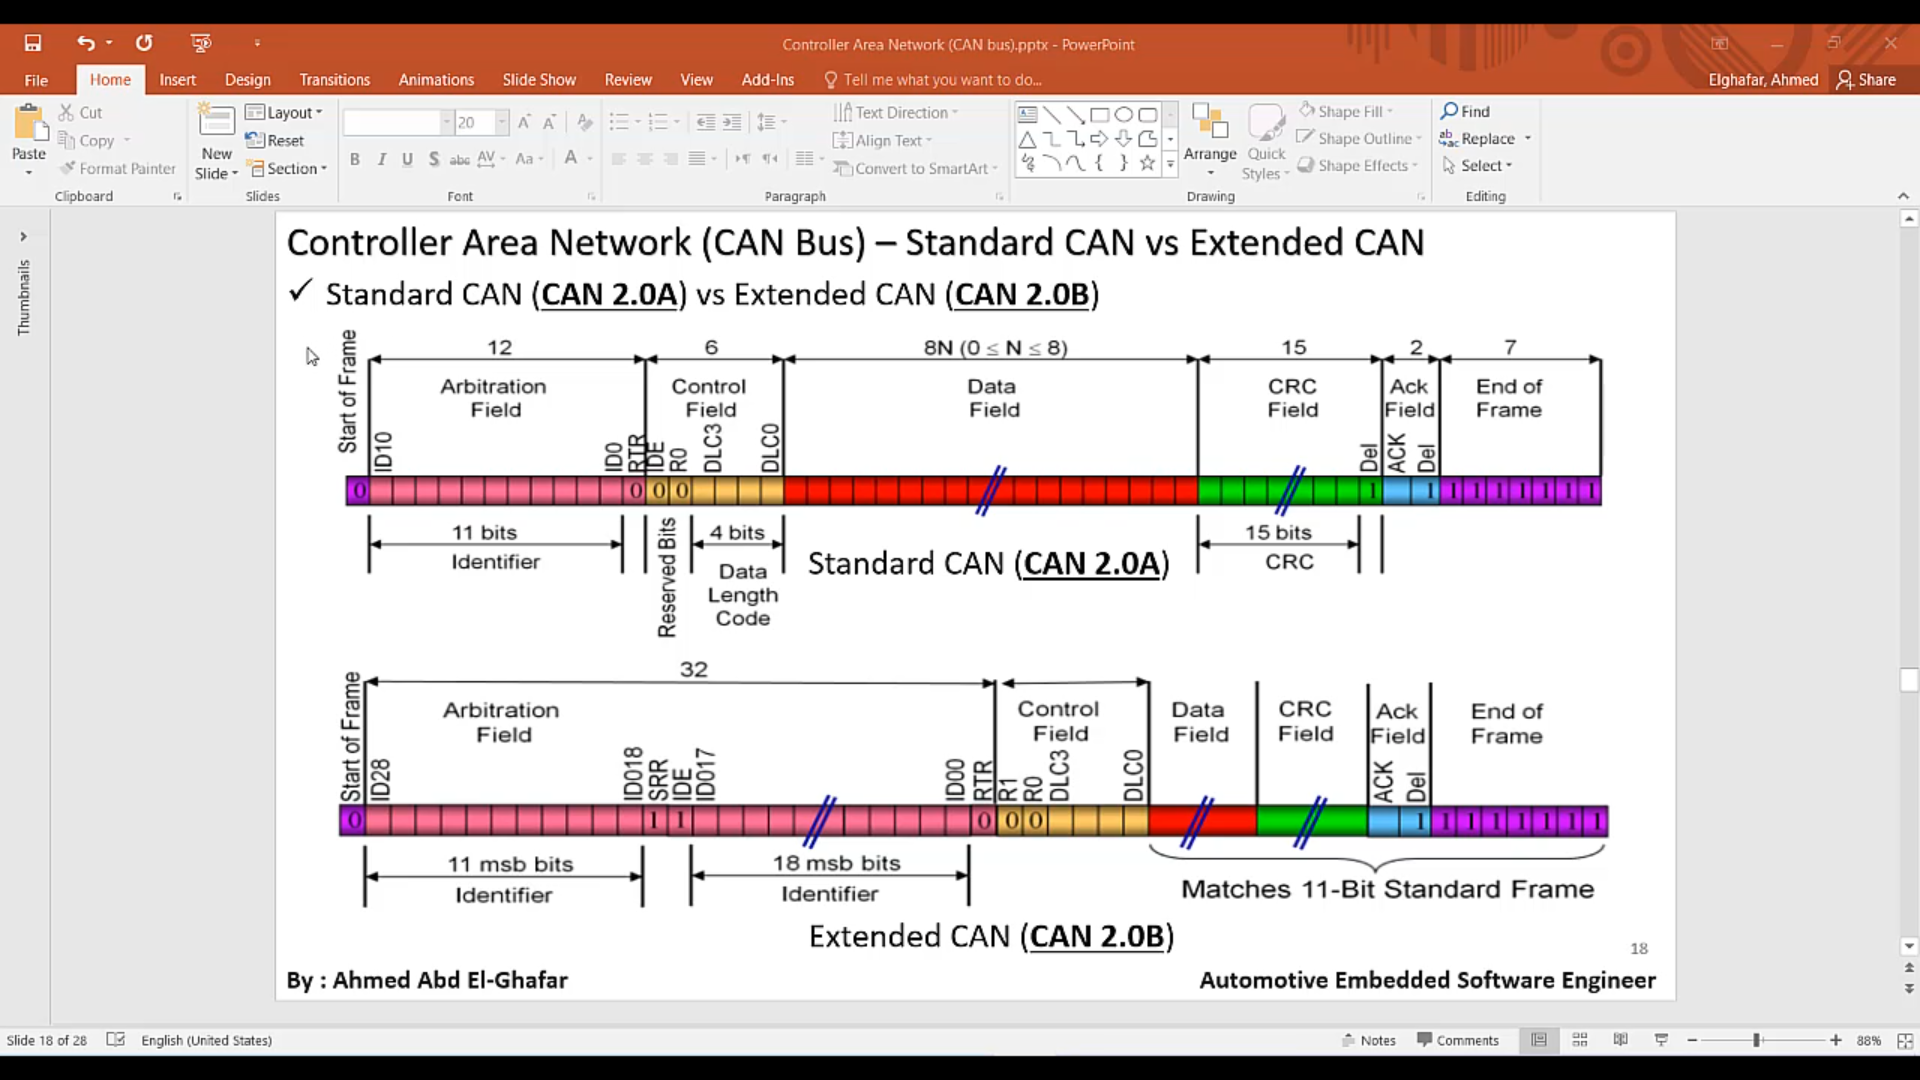 Controller Area Network (CAN bus).pptx - PowerPoint
File Home Insert Design Transitions Animations Slide Show Review View Add-Ins Tell me what you want to do... Elghafar, Ahmed Share
Paste Cut Copy Format Painter Clipboard
New Slide Layout Reset Section Slides
20 B I U S abc AV Aa A Font
Text Direction Align Text Convert to SmartArt Paragraph
Arrange Quick Styles Shape Fill Shape Outline Shape Effects Drawing
Find Replace Select Editing
Thumbnails
Controller Area Network (CAN Bus) – Standard CAN vs Extended CAN
✓ Standard CAN (CAN 2.0A) vs Extended CAN (CAN 2.0B)
12 6 8N (0 ≤ N ≤ 8) 15 2 7
Start of Frame
Arbitration Field
Control Field
Data Field
CRC Field
Ack Field
End of Frame
ID10 ID0 RTR IDE R0 DLC3 DLC0 Del ACK Del
0 0 0 0 1 1 1 1 1 1 1 1 1
11 bits Identifier
Reserved Bits
4 bits Data Length Code
Standard CAN (CAN 2.0A)
15 bits CRC
32
Start of Frame
Arbitration Field
Control Field
Data Field
CRC Field
Ack Field
End of Frame
ID28 ID018 SRR IDE ID017 ID00 RTR R1 R0 DLC3 DLC0 ACK Del
0 1 1 0 0 0 1 1 1 1 1 1 1 1
11 msb bits Identifier
18 msb bits Identifier
Matches 11-Bit Standard Frame
Extended CAN (CAN 2.0B)
18
By : Ahmed Abd El-Ghafar
Automotive Embedded Software Engineer
Slide 18 of 28 English (United States) Notes Comments 88%